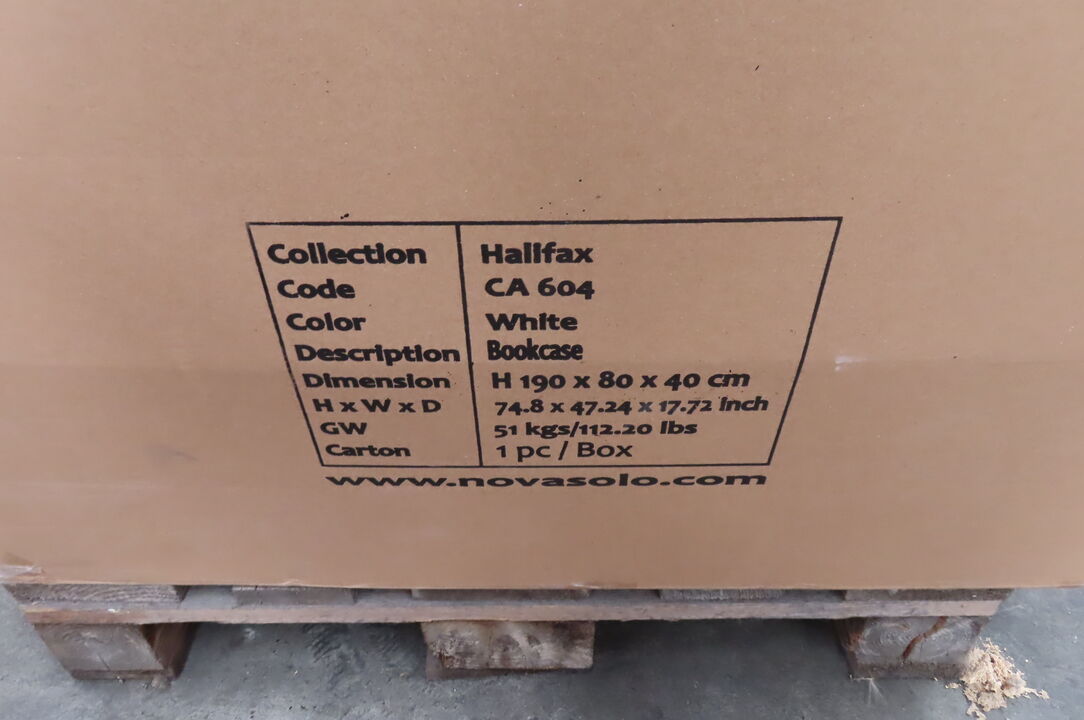 Collection Halifax
Code CA 604
Color White
Description Bookcase
Dimension H 190 x 80 x 40 cm
H x W x D 74.8 x 47.24 x 17.72 inch
GW 51 kgs/112.20 lbs
Carton 1 pc / Box
www.novasolo.com